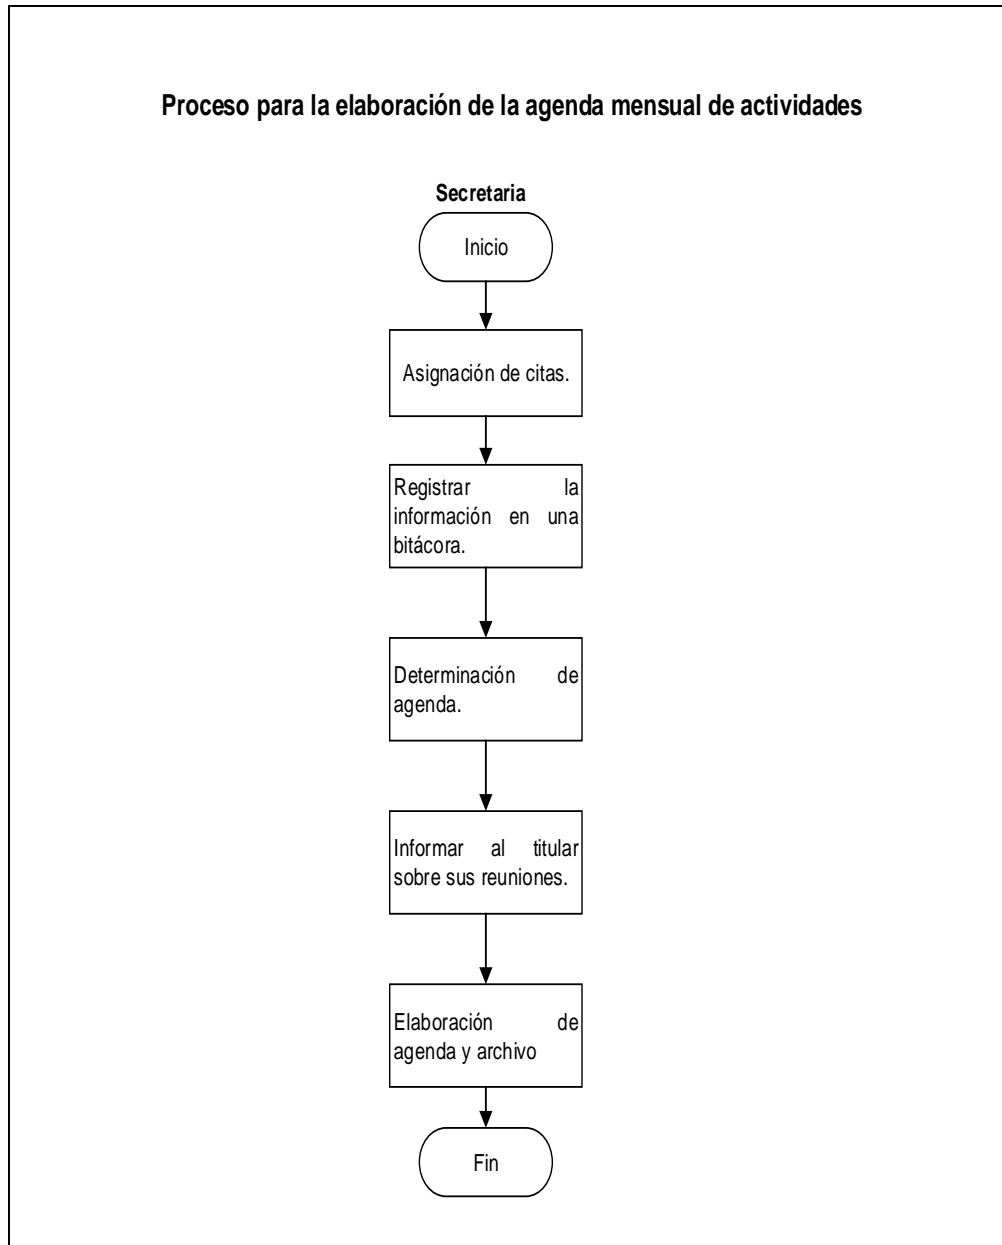 Proceso para la elaboración de la agenda mensual de actividades
Secretaria
Inicio
Asignación de citas.
Registrar la
información en una
bitácora.
Determinación de
agenda.
Informar al titular
sobre sus reuniones.
Elaboración de
agenda y archivo
Fin